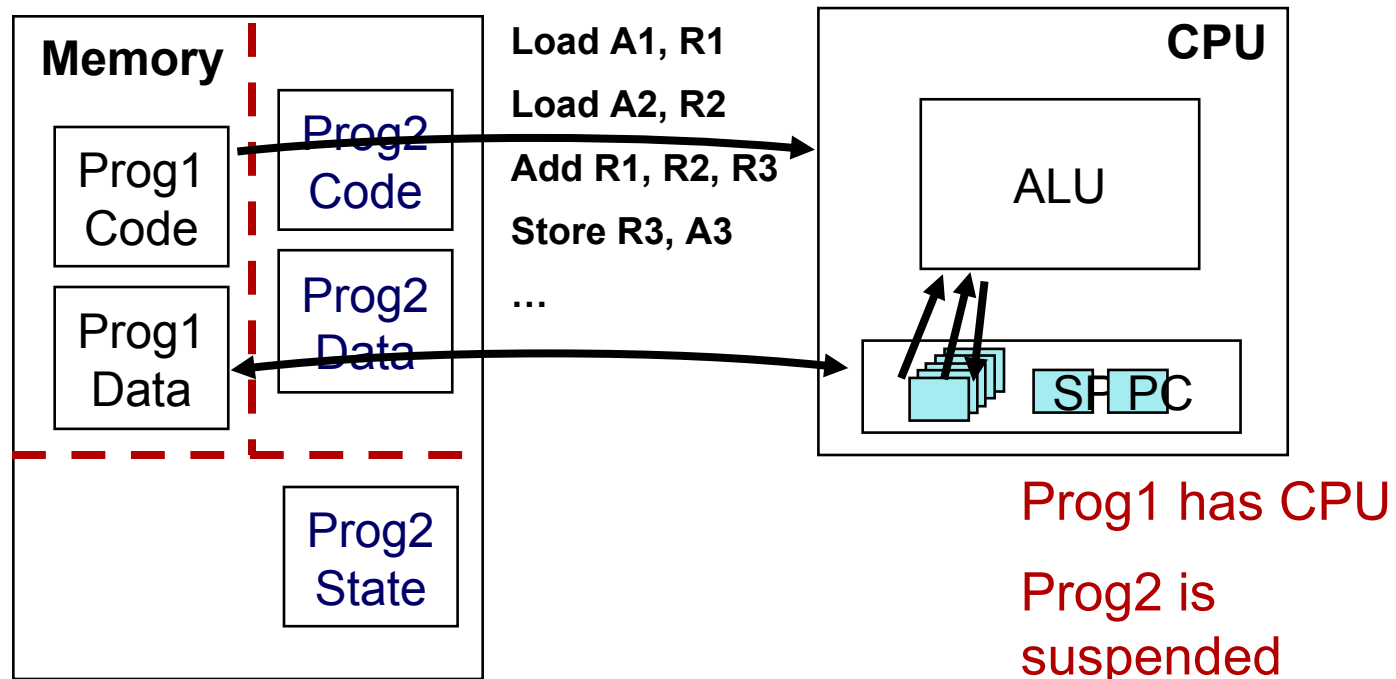 Memory
Prog1
Code
Prog1
Data
Prog2
Code
Prog2
Data
Prog2
State
Load A1, R1
Load A2, R2
Add R1, R2, R3
Store R3, A3
…
CPU
ALU
SP PC
Prog1 has CPU
Prog2 is
suspended